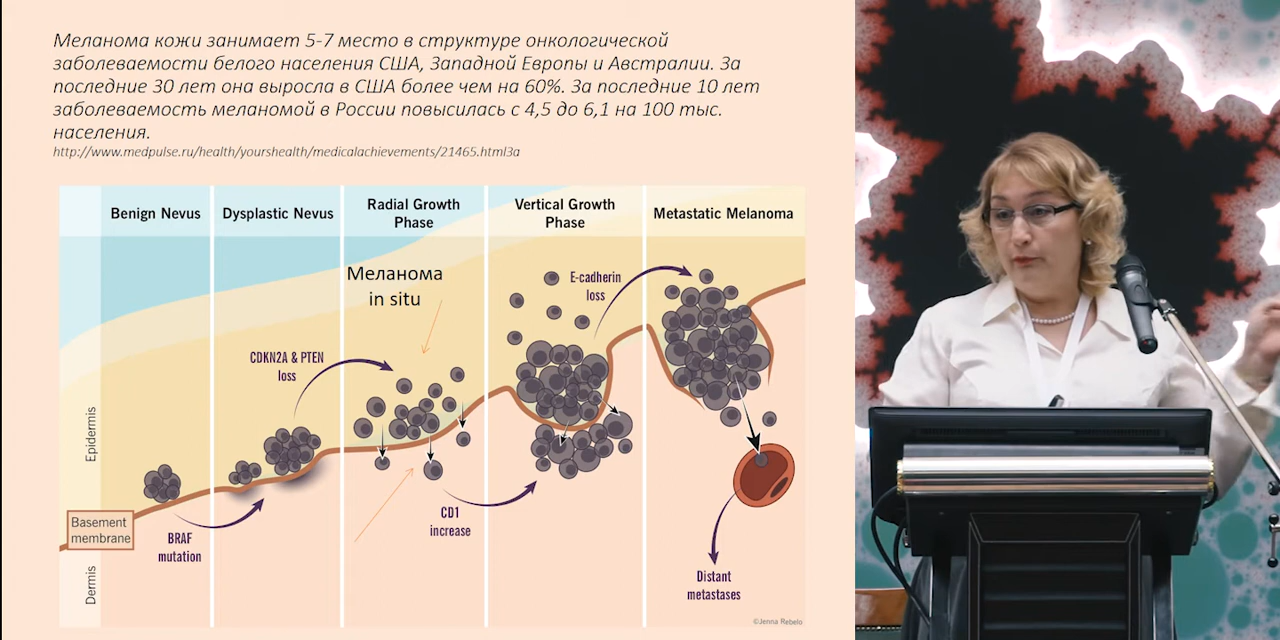 Меланома кожи занимает 5-7 место в структуре онкологической
заболеваемости белого населения США, Западной Европы и Австралии. За
последние 30 лет она выросла в США более чем на 60%. За последние 10 лет
заболеваемость меланомой в России повысилась с 4,5 до 6,1 на 100 тыс.
населения.
http://www.medpulse.ru/health/yourshealth/medicalachievements/21465.html3a
Benign Nevus
Dysplastic Nevus
Radial Growth
Phase
Vertical Growth
Phase
Metastatic Melanoma
Меланома
in situ
E-cadherin
loss
CDKN2A & PTEN
loss
Epidermis
Basement
membrane
BRAF
mutation
CD1
increase
Dermis
Distant
metastases
©Jenna Rebelo